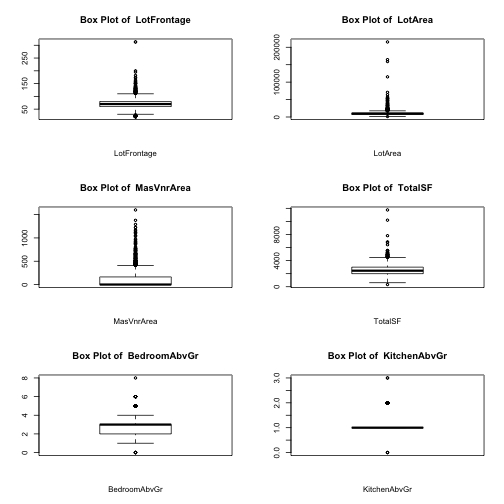 Box Plot of LotFrontage
50 150 250
LotFrontage
Box Plot of LotArea
0 100000 200000
LotArea
Box Plot of MasVnrArea
0 1000
MasVnrArea
Box Plot of TotalSF
0 4000 8000
TotalSF
Box Plot of BedroomAbvGr
0 2 4 6 8
BedroomAbvGr
Box Plot of KitchenAbvGr
0.0 1.0 2.0 3.0
KitchenAbvGr